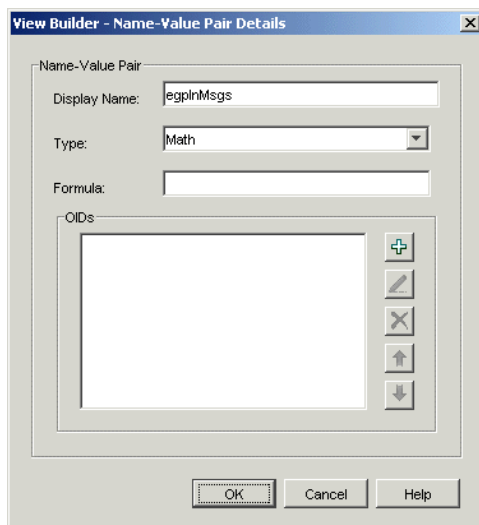 View Builder - Name-Value Pair Details
Name-Value Pair
Display Name: egpInMsgs
Type: Math
Formula:
OIDs
OK Cancel Help